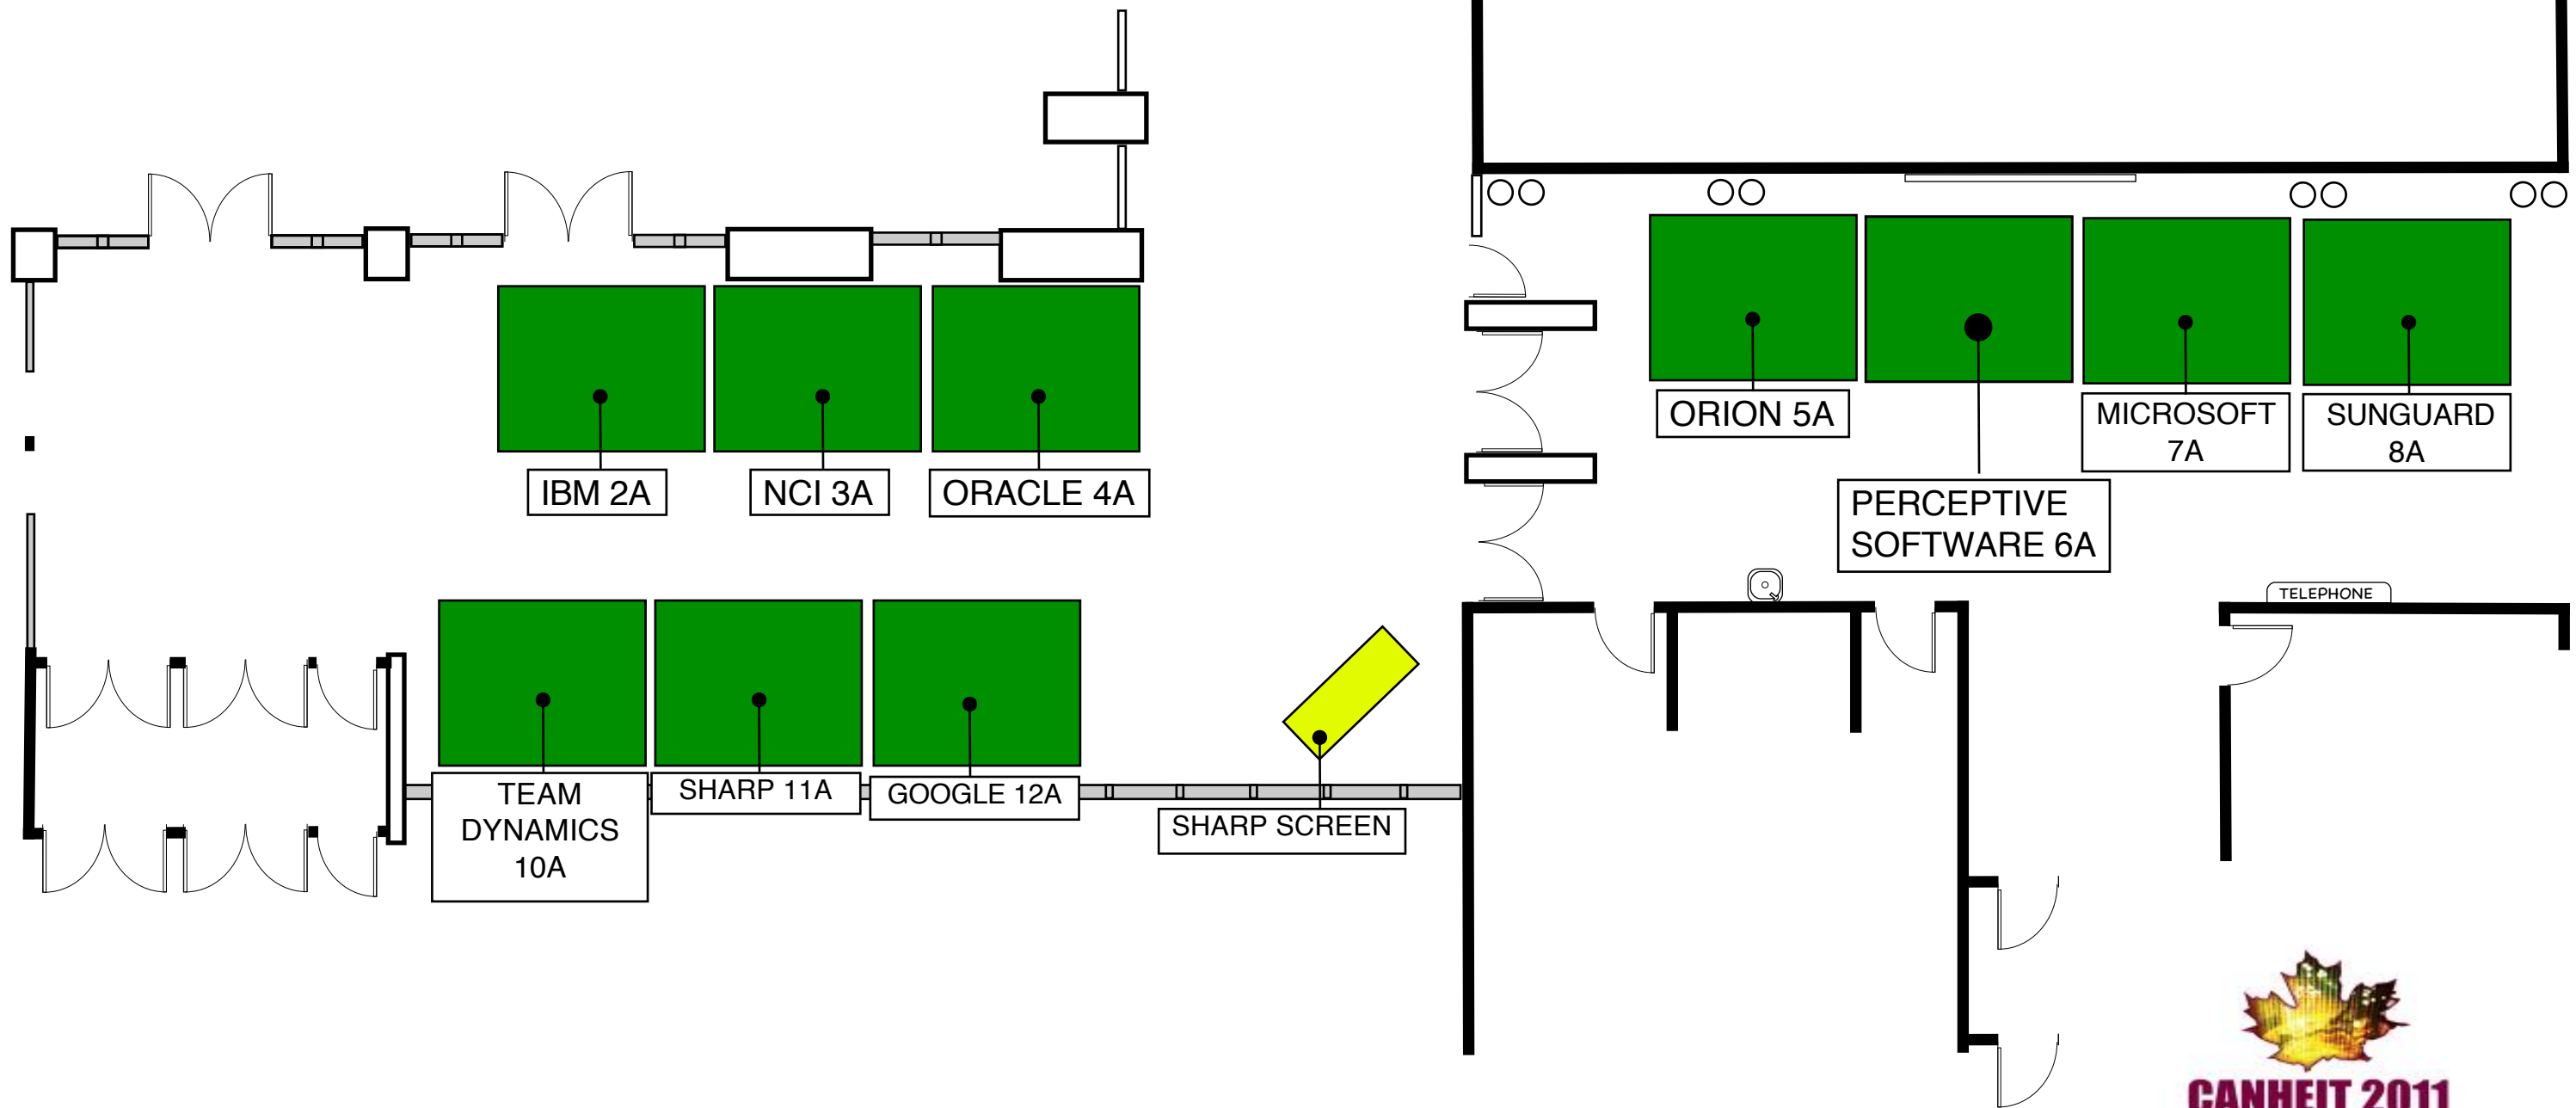 IBM 2A
NCI 3A
ORACLE 4A
ORION 5A
PERCEPTIVE
SOFTWARE 6A
MICROSOFT
7A
SUNGUARD
8A
TELEPHONE
TEAM
DYNAMICS
10A
SHARP 11A
GOOGLE 12A
SHARP SCREEN
CANHEIT 2011